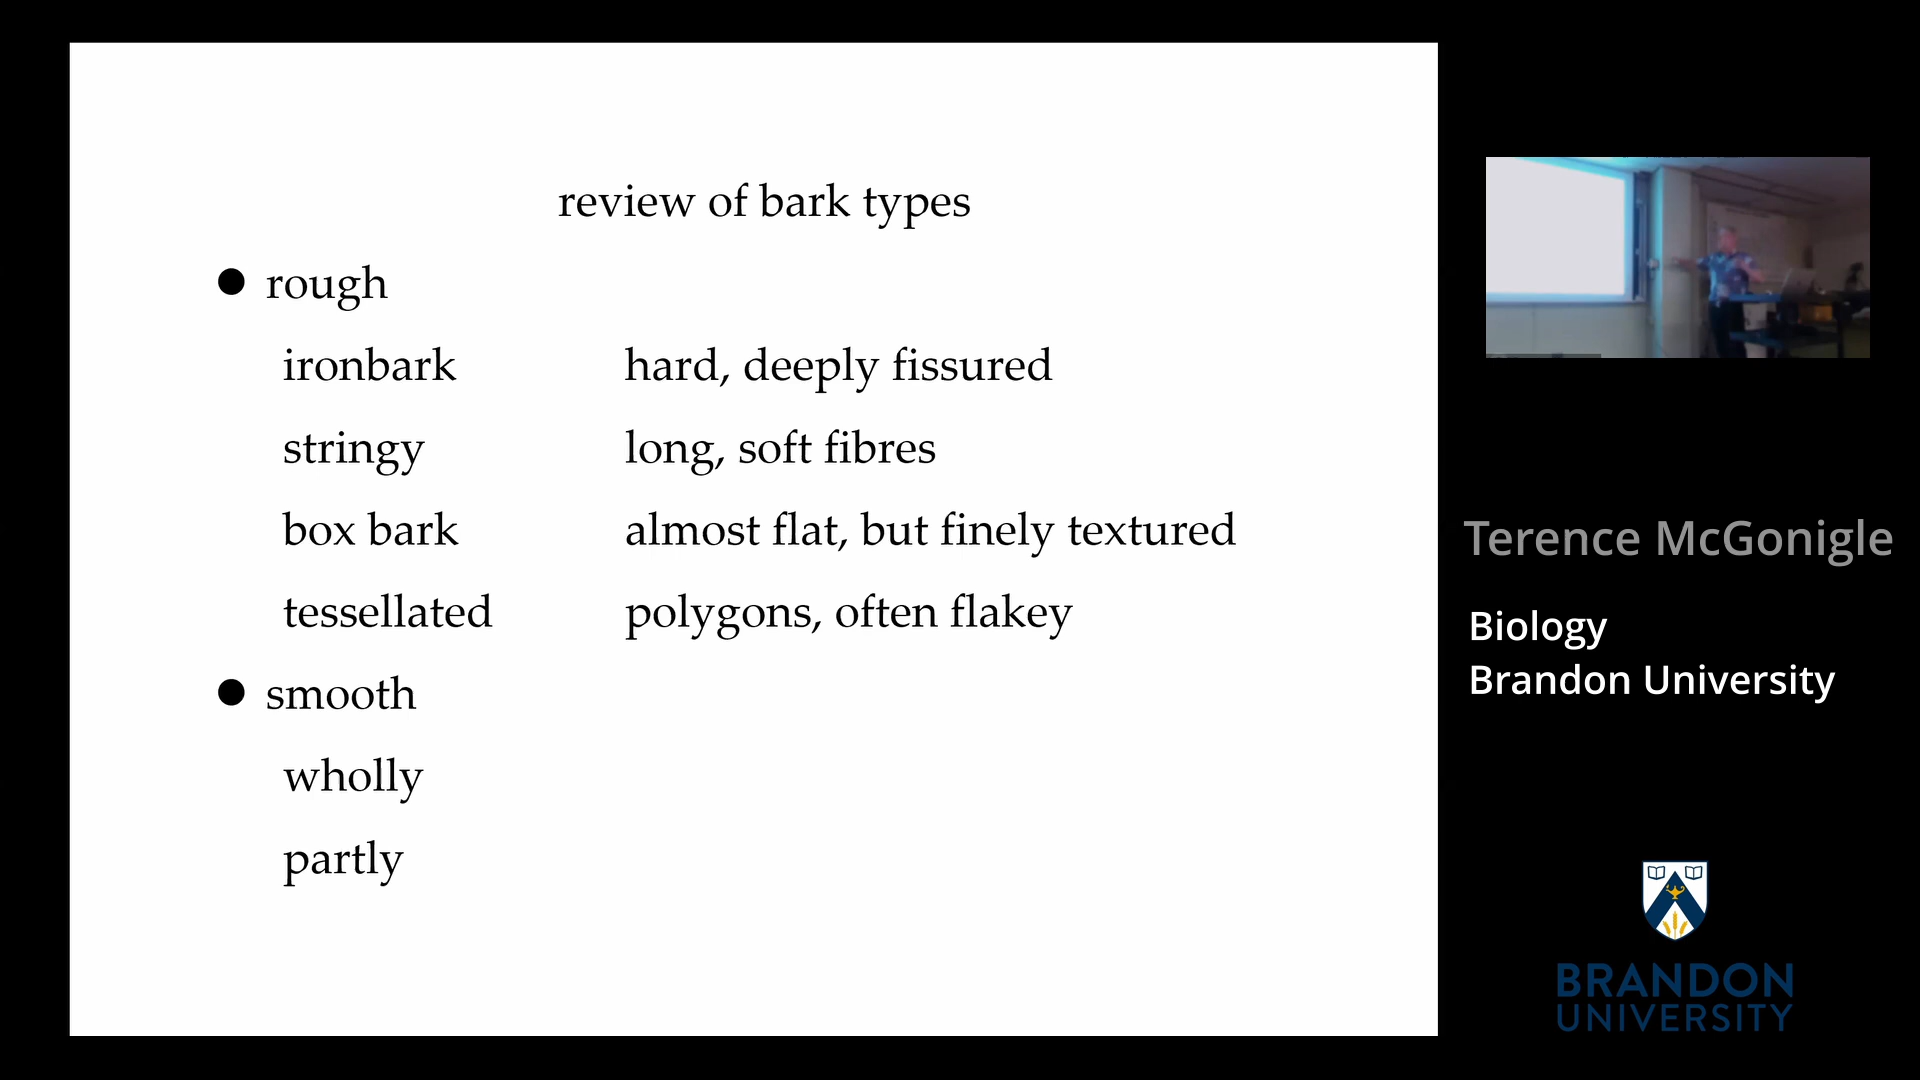 review of bark types
● rough
ironbark hard, deeply fissured
stringy long, soft fibres
box bark almost flat, but finely textured
tessellated polygons, often flakey
● smooth
wholly
partly
Terence McGonigle
Biology
Brandon University
BRANDON
UNIVERSITY